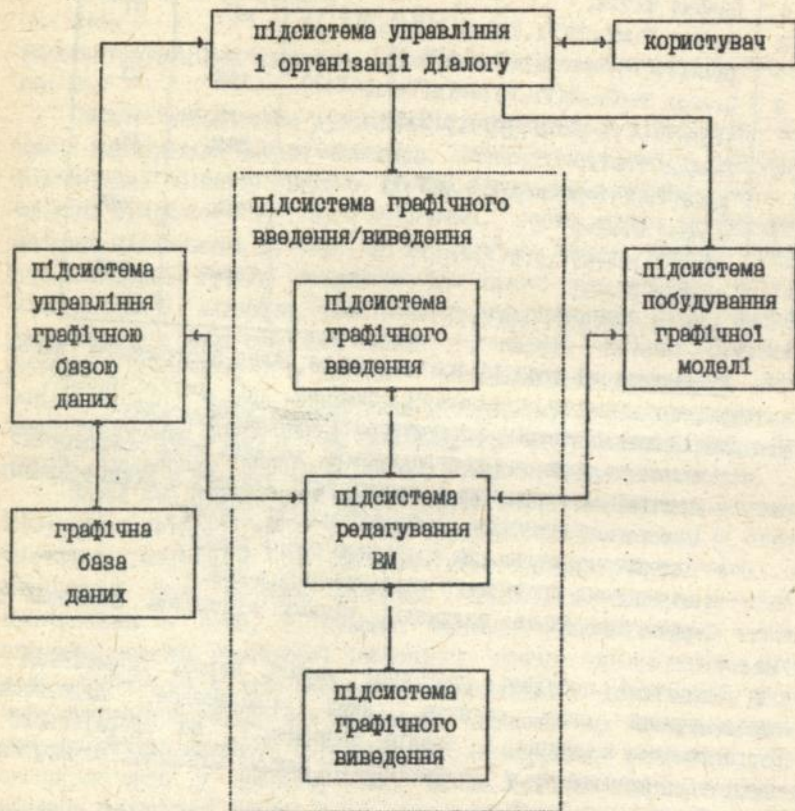 підсистема управління
і організації діалогу
користувач
підсистема графічного
введення/виведення
підсистема
управління
графічною
базою
даних
підсистема
графічного
введення
підсистема
побудування
графічної
моделі
підсистема
редагування
ВМ
графічна
база
даних
підсистема
графічного
виведення